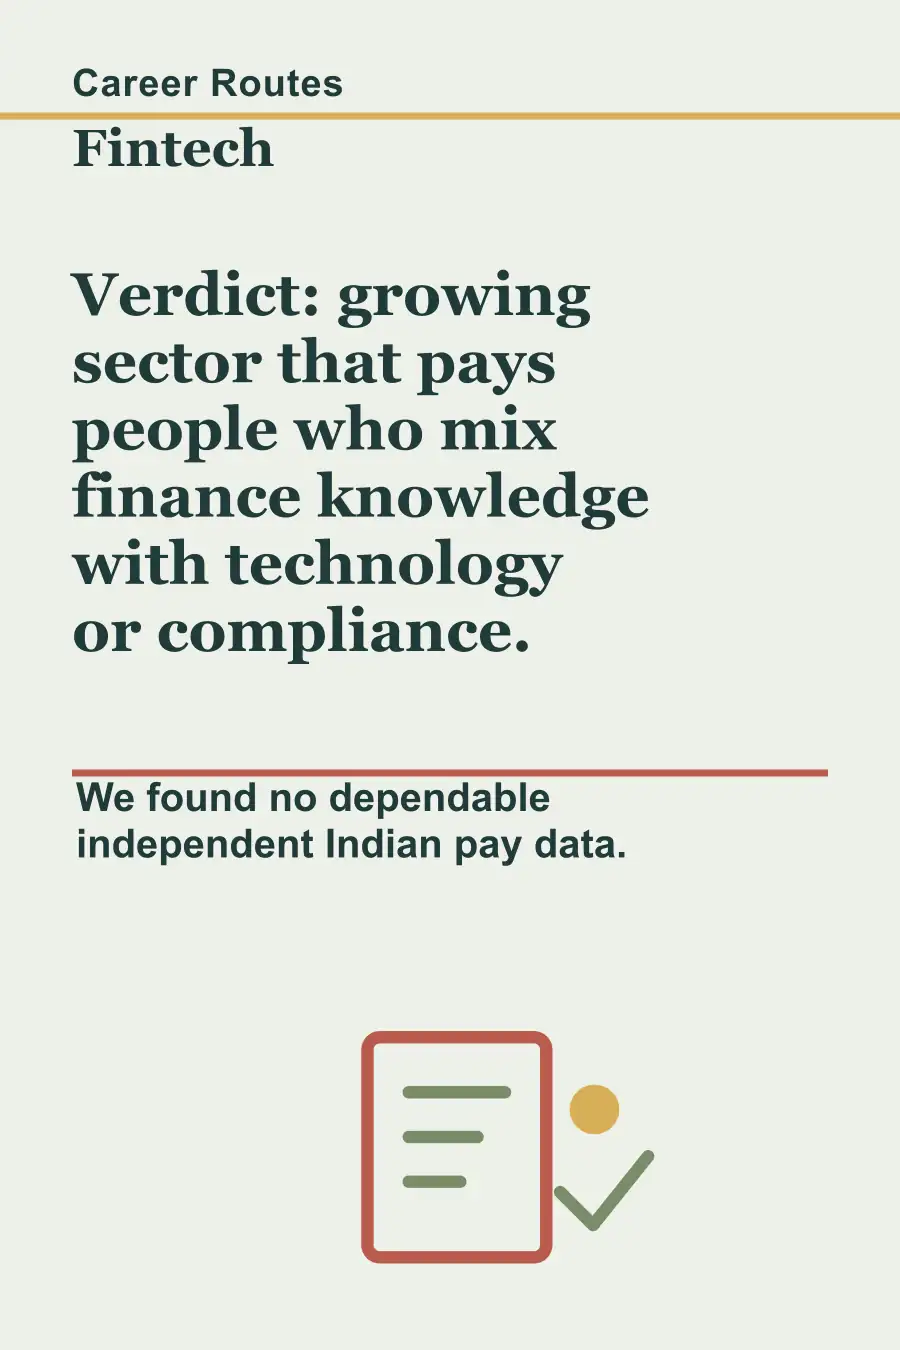 Career Routes
Fintech
Verdict: growing
sector that pays
people who mix
finance knowledge
with technology
or compliance.
We found no dependable
independent Indian pay data.